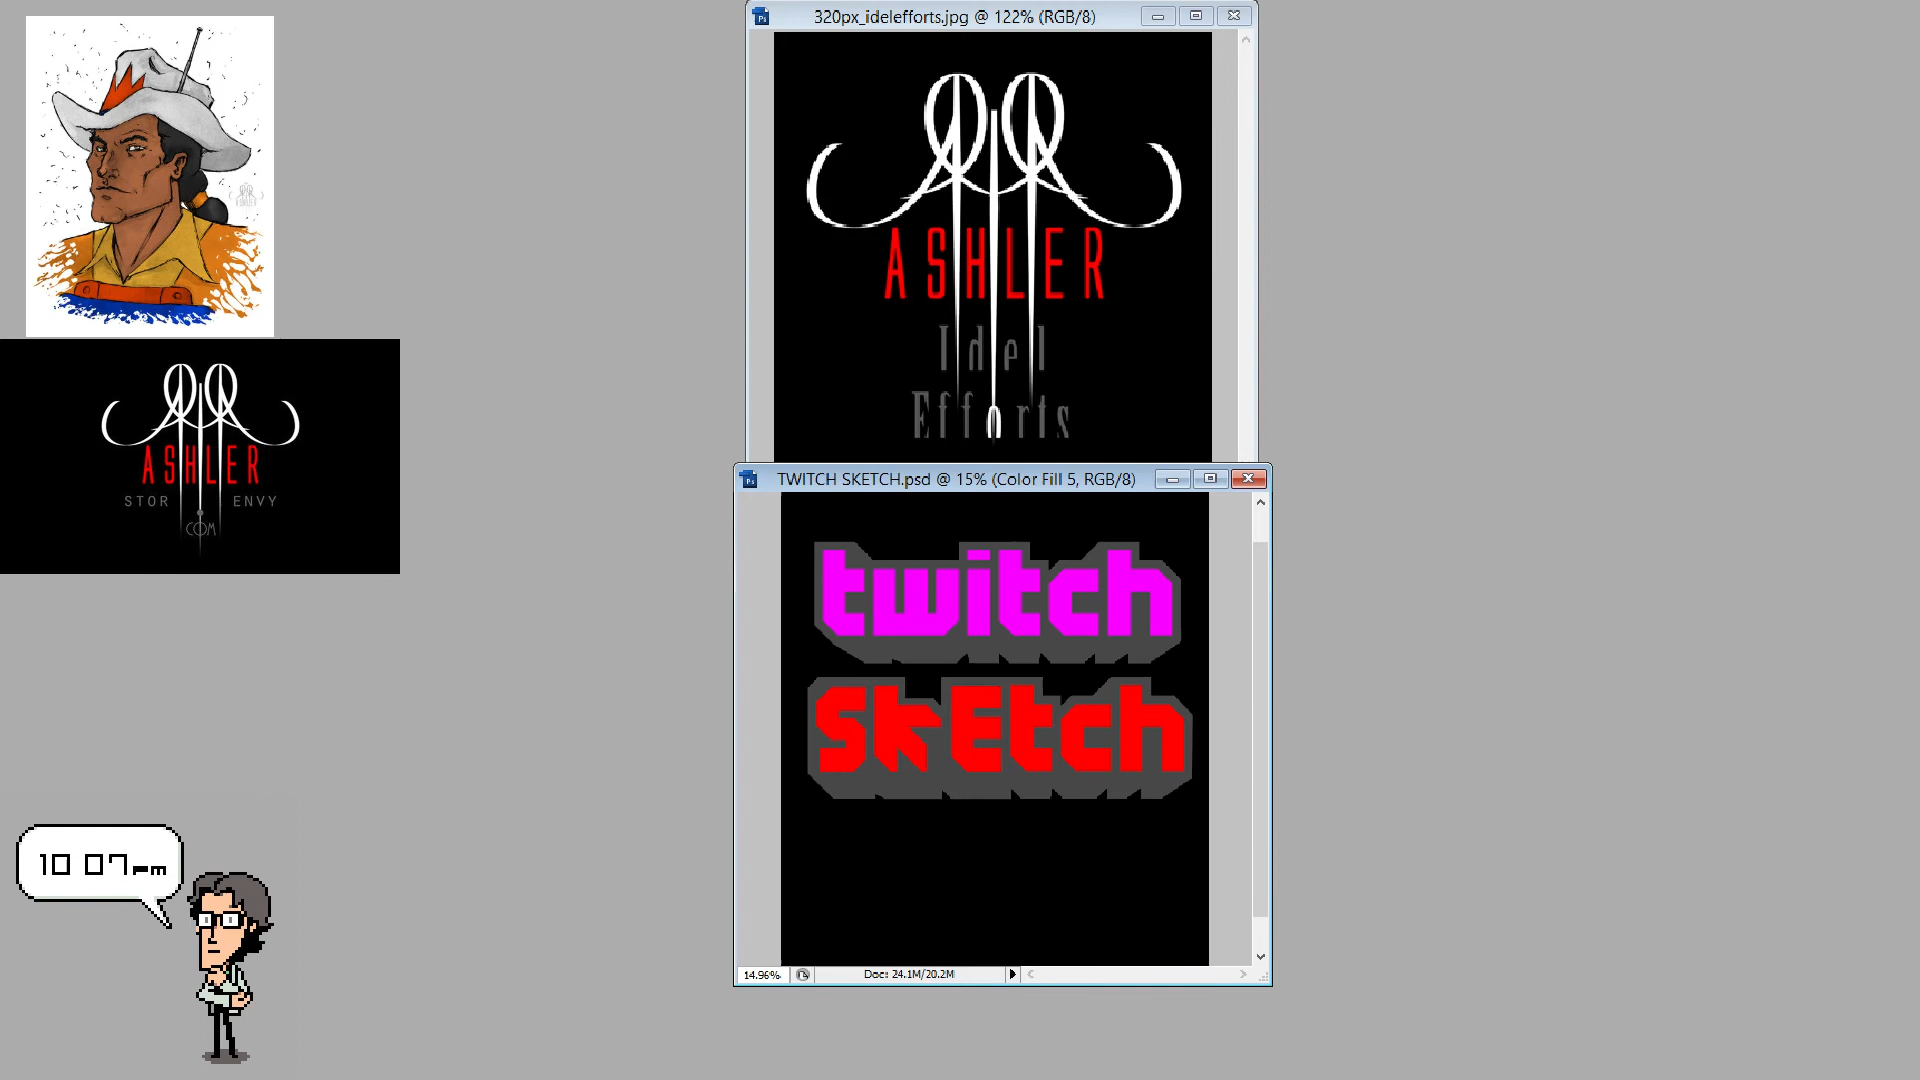 320px_idelefforts.jpg @ 122% (RGB/8)
ASHLER
Idel
Efforts
ASHLER
STOR ENVY
COM
TWITCH SKETCH.psd @ 15% (Color Fill 5, RGB/8)
twitch
SkEtch
10 07pm
14.96%
Doc: 24.1M/20.2M